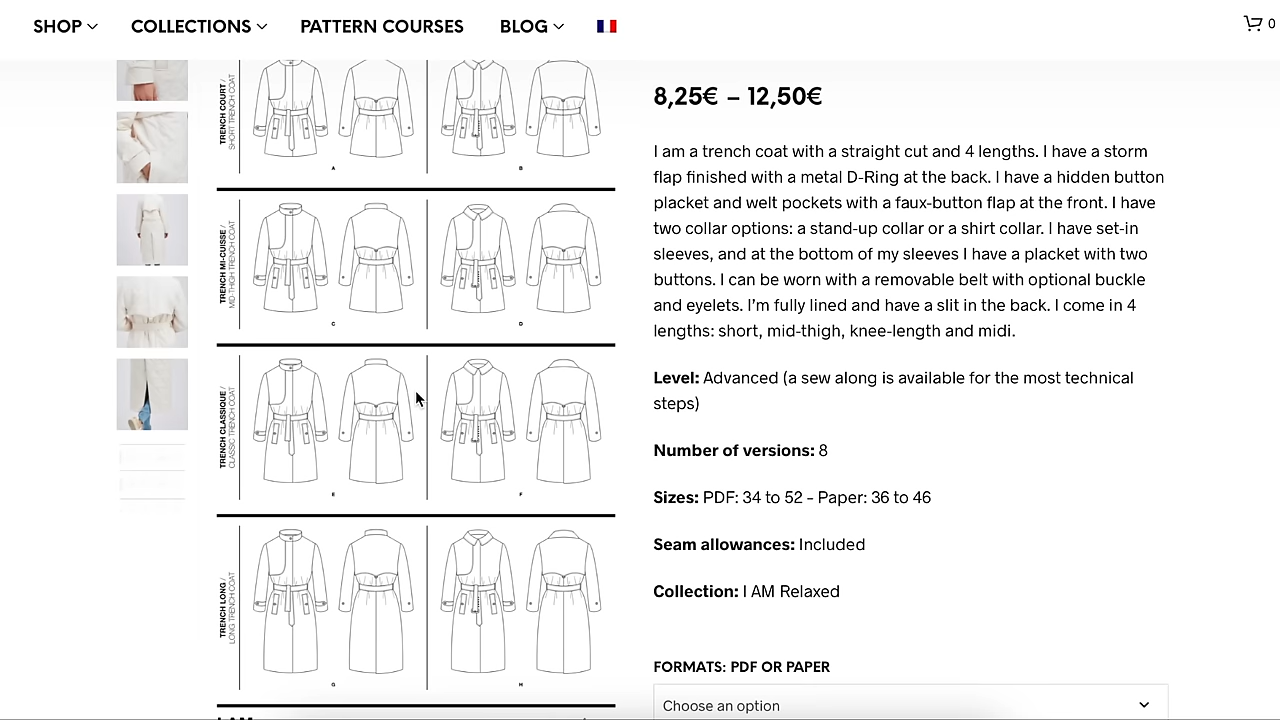 SHOP
COLLECTIONS
PATTERN COURSES
BLOG
0
TRENCH COURT /
SHORT TRENCH COAT
A
B
TRENCH MI-CUISSE /
MID-THIGH TRENCH COAT
C
D
TRENCH CLASSIQUE /
CLASSIC TRENCH COAT
E
F
TRENCH LONG /
LONG TRENCH COAT
G
H
8,25€ – 12,50€
I am a trench coat with a straight cut and 4 lengths. I have a storm
flap finished with a metal D-Ring at the back. I have a hidden button
placket and welt pockets with a faux-button flap at the front. I have
two collar options: a stand-up collar or a shirt collar. I have set-in
sleeves, and at the bottom of my sleeves I have a placket with two
buttons. I can be worn with a removable belt with optional buckle
and eyelets. I'm fully lined and have a slit in the back. I come in 4
lengths: short, mid-thigh, knee-length and midi.
Level: Advanced (a sew along is available for the most technical
steps)
Number of versions: 8
Sizes: PDF: 34 to 52 - Paper: 36 to 46
Seam allowances: Included
Collection: I AM Relaxed
FORMATS: PDF OR PAPER
Choose an option